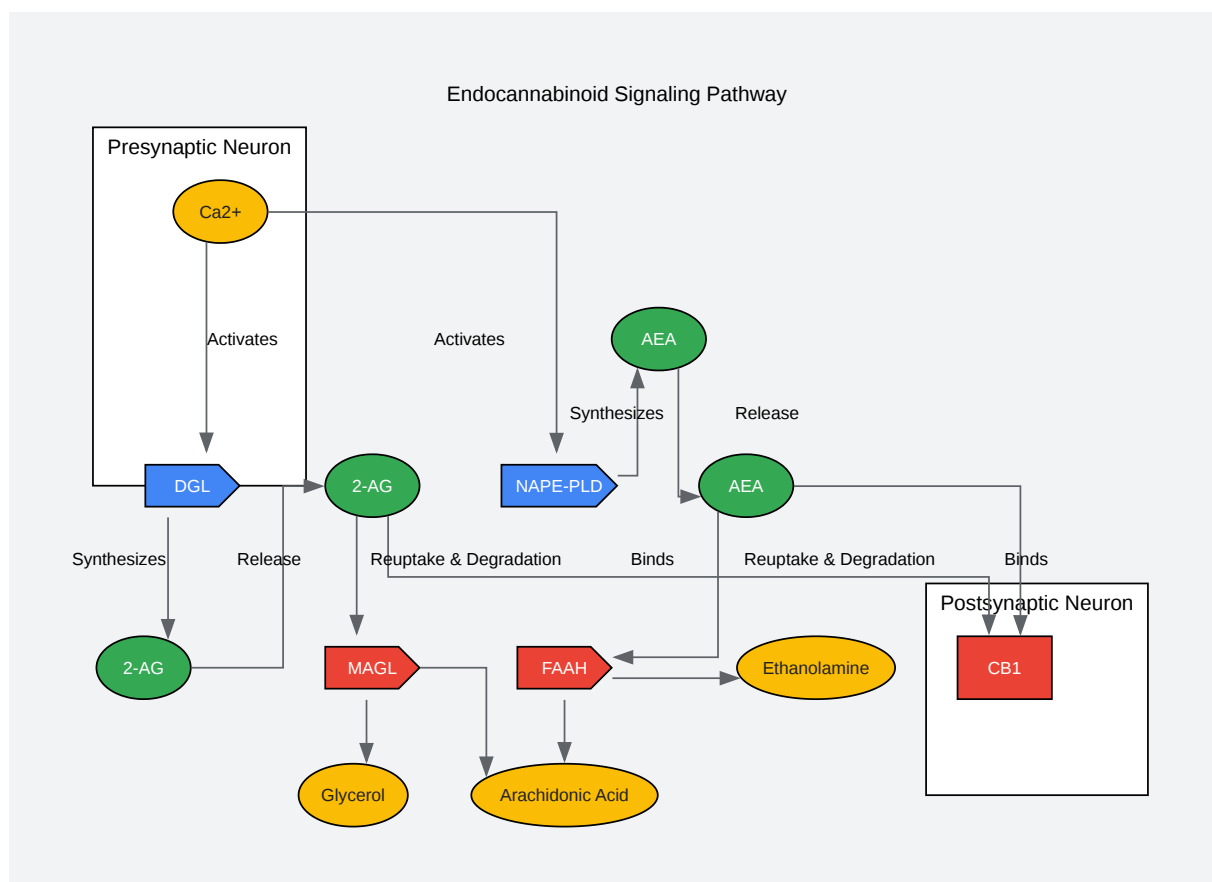 Endocannabinoid Signaling Pathway
Presynaptic Neuron
Ca2+
Activates
Activates
AEA
Synthesizes
Release
DGL
2-AG
NAPE-PLD
AEA
Synthesizes
Release
Reuptake & Degradation
Binds
Reuptake & Degradation
Binds
Postsynaptic Neuron
2-AG
MAGL
FAAH
Ethanolamine
CB1
Glycerol
Arachidonic Acid